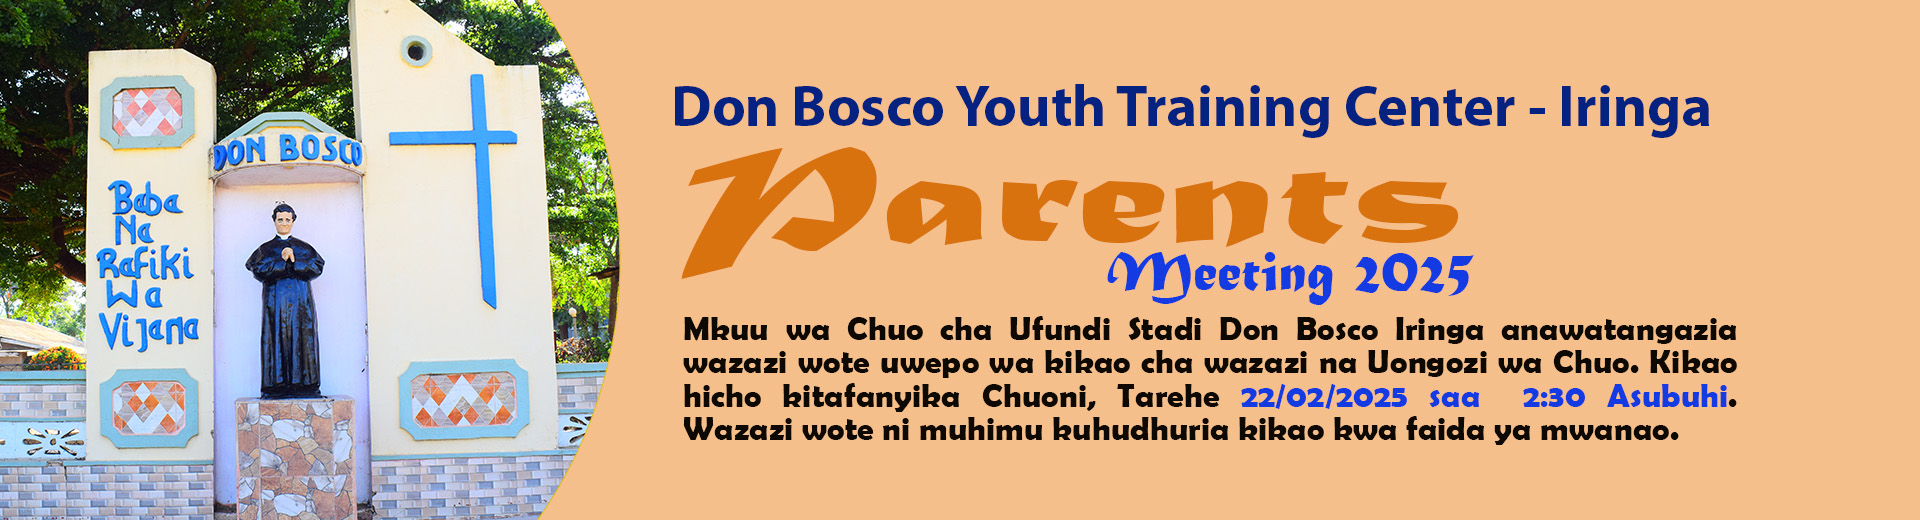 DON BOSCO
Baba
Na
Rafiki
Wa
Vijana
Don Bosco Youth Training Center - Iringa
Parents
Meeting 2025
Mkuu wa Chuo cha Ufundi Stadi Don Bosco Iringa anawatangazia
wazazi wote uwepo wa kikao cha wazazi na Uongozi wa Chuo. Kikao
hicho kitafanyika Chuoni, Tarehe 22/02/2025 saa 2:30 Asubuhi.
Wazazi wote ni muhimu kuhudhuria kikao kwa faida ya mwanao.